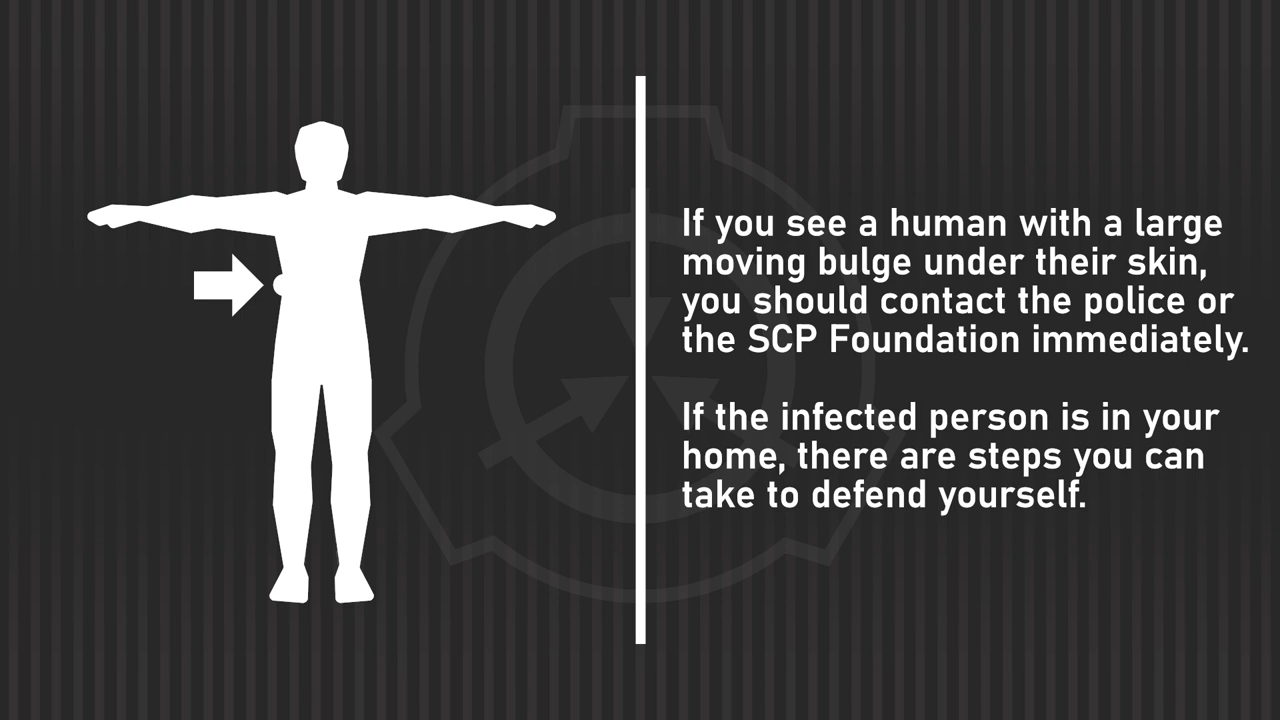 If you see a human with a large
moving bulge under their skin,
you should contact the police or
the SCP Foundation immediately.
If the infected person is in your
home, there are steps you can
take to defend yourself.